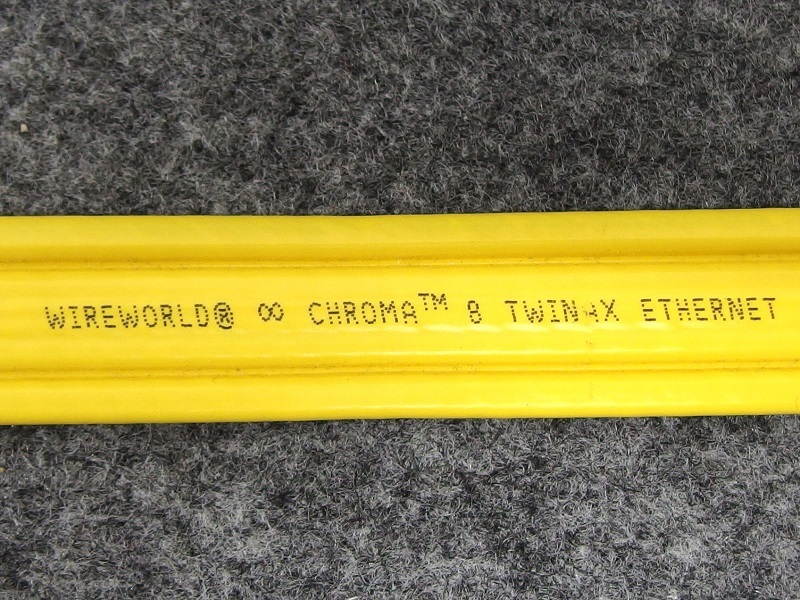 WIREWORLD® ∞ CHROMA™ 8 TWINAX ETHERNET